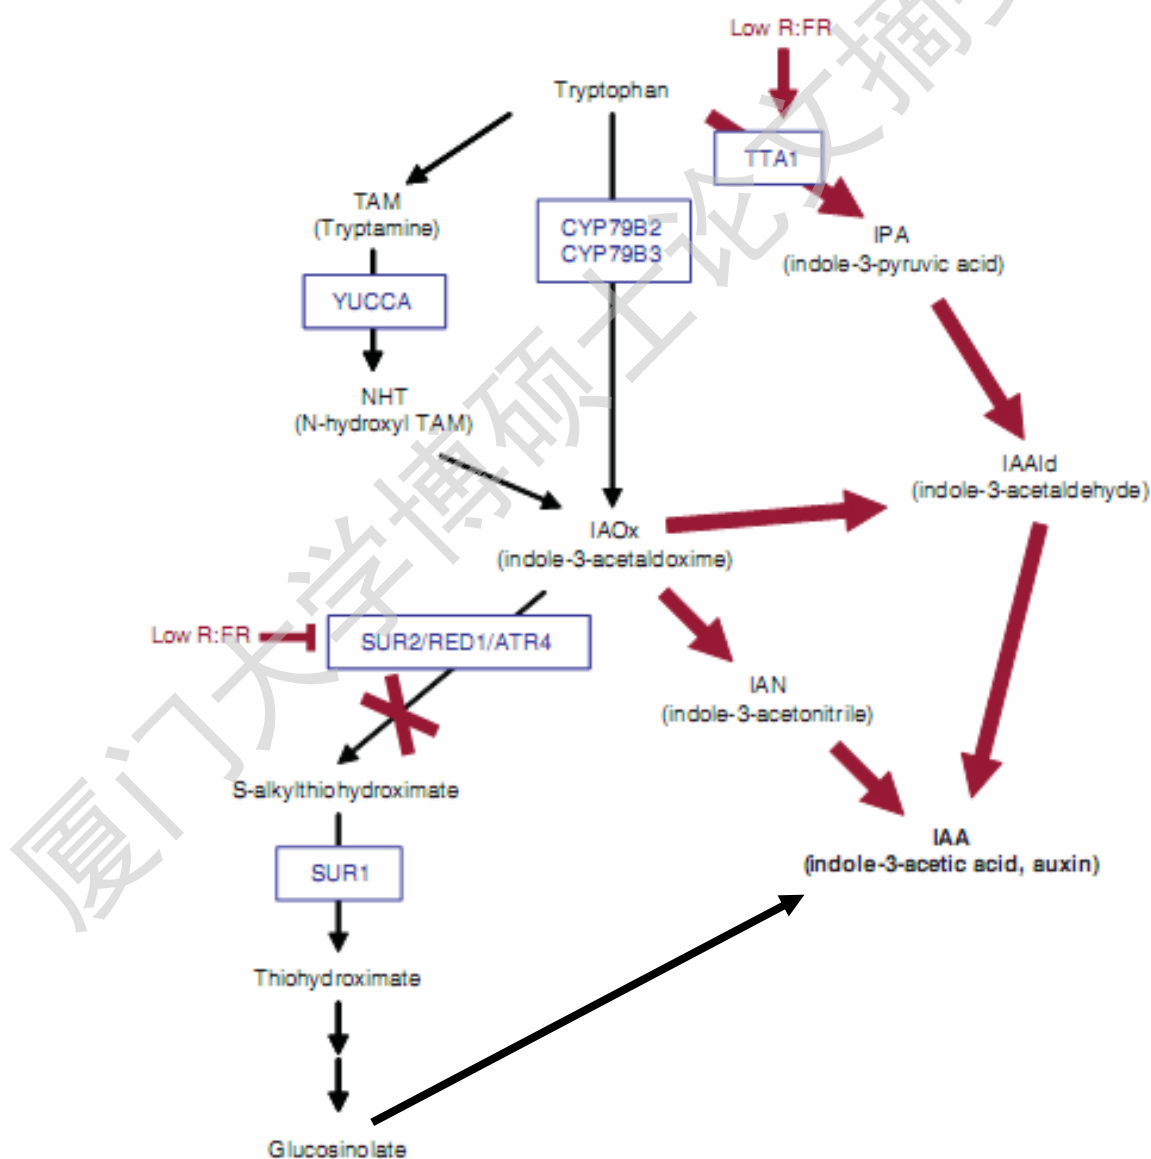 Low R:FR
Tryptophan
TTA1
TAM
(Tryptamine)
CYP79B2
CYP79B3
IPA
(indole-3-pyruvic acid)
YUCCA
NHT
(N-hydroxyl TAM)
IAAld
(indole-3-acetaldehyde)
IAOx
(indole-3-acetaldoxime)
Low R:FR
SUR2/RED1/ATR4
IAN
(indole-3-acetonitrile)
S-alkylthiohydroximate
IAA
(indole-3-acetic acid, auxin)
SUR1
Thiohydroximate
Glucosinolate
厦门大学博硕士论文摘